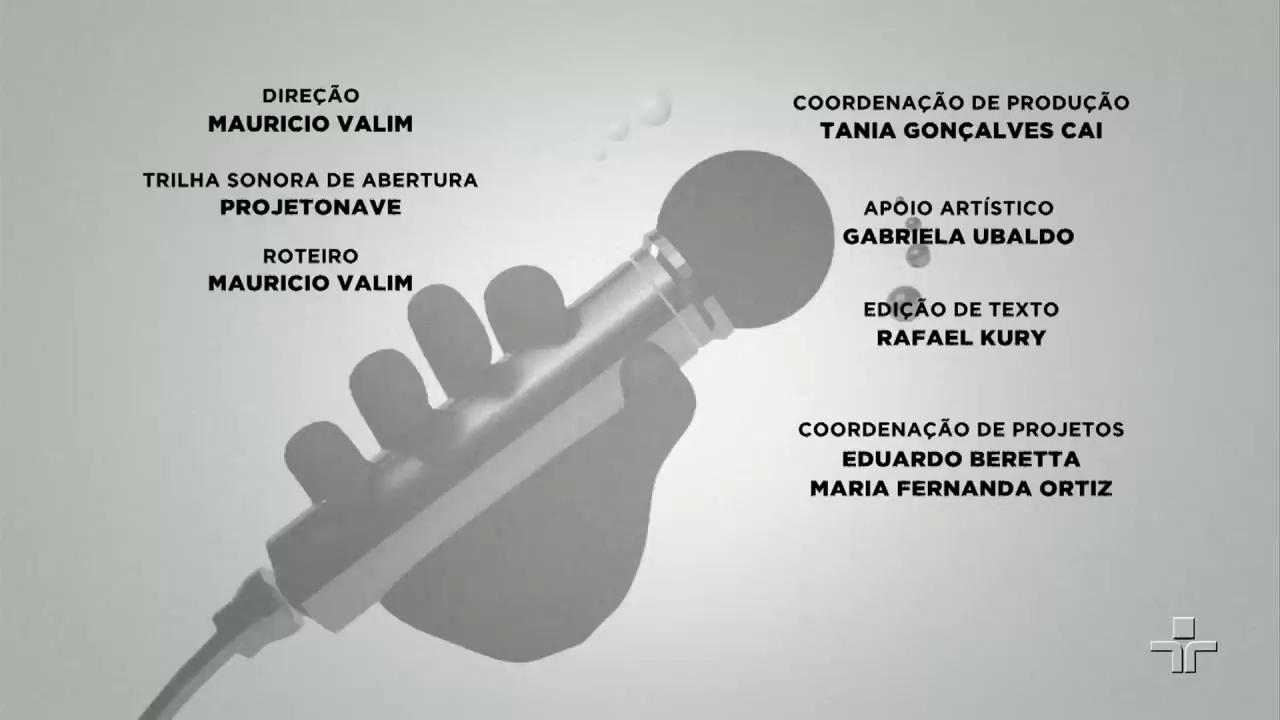 DIREÇÃO
MAURICIO VALIM
TRILHA SONORA DE ABERTURA
PROJETONAVE
ROTEIRO
MAURICIO VALIM
COORDENAÇÃO DE PRODUÇÃO
TANIA GONÇALVES CAI
APOIO ARTÍSTICO
GABRIELA UBALDO
EDIÇÃO DE TEXTO
RAFAEL KURY
COORDENAÇÃO DE PROJETOS
EDUARDO BERETTA
MARIA FERNANDA ORTIZ